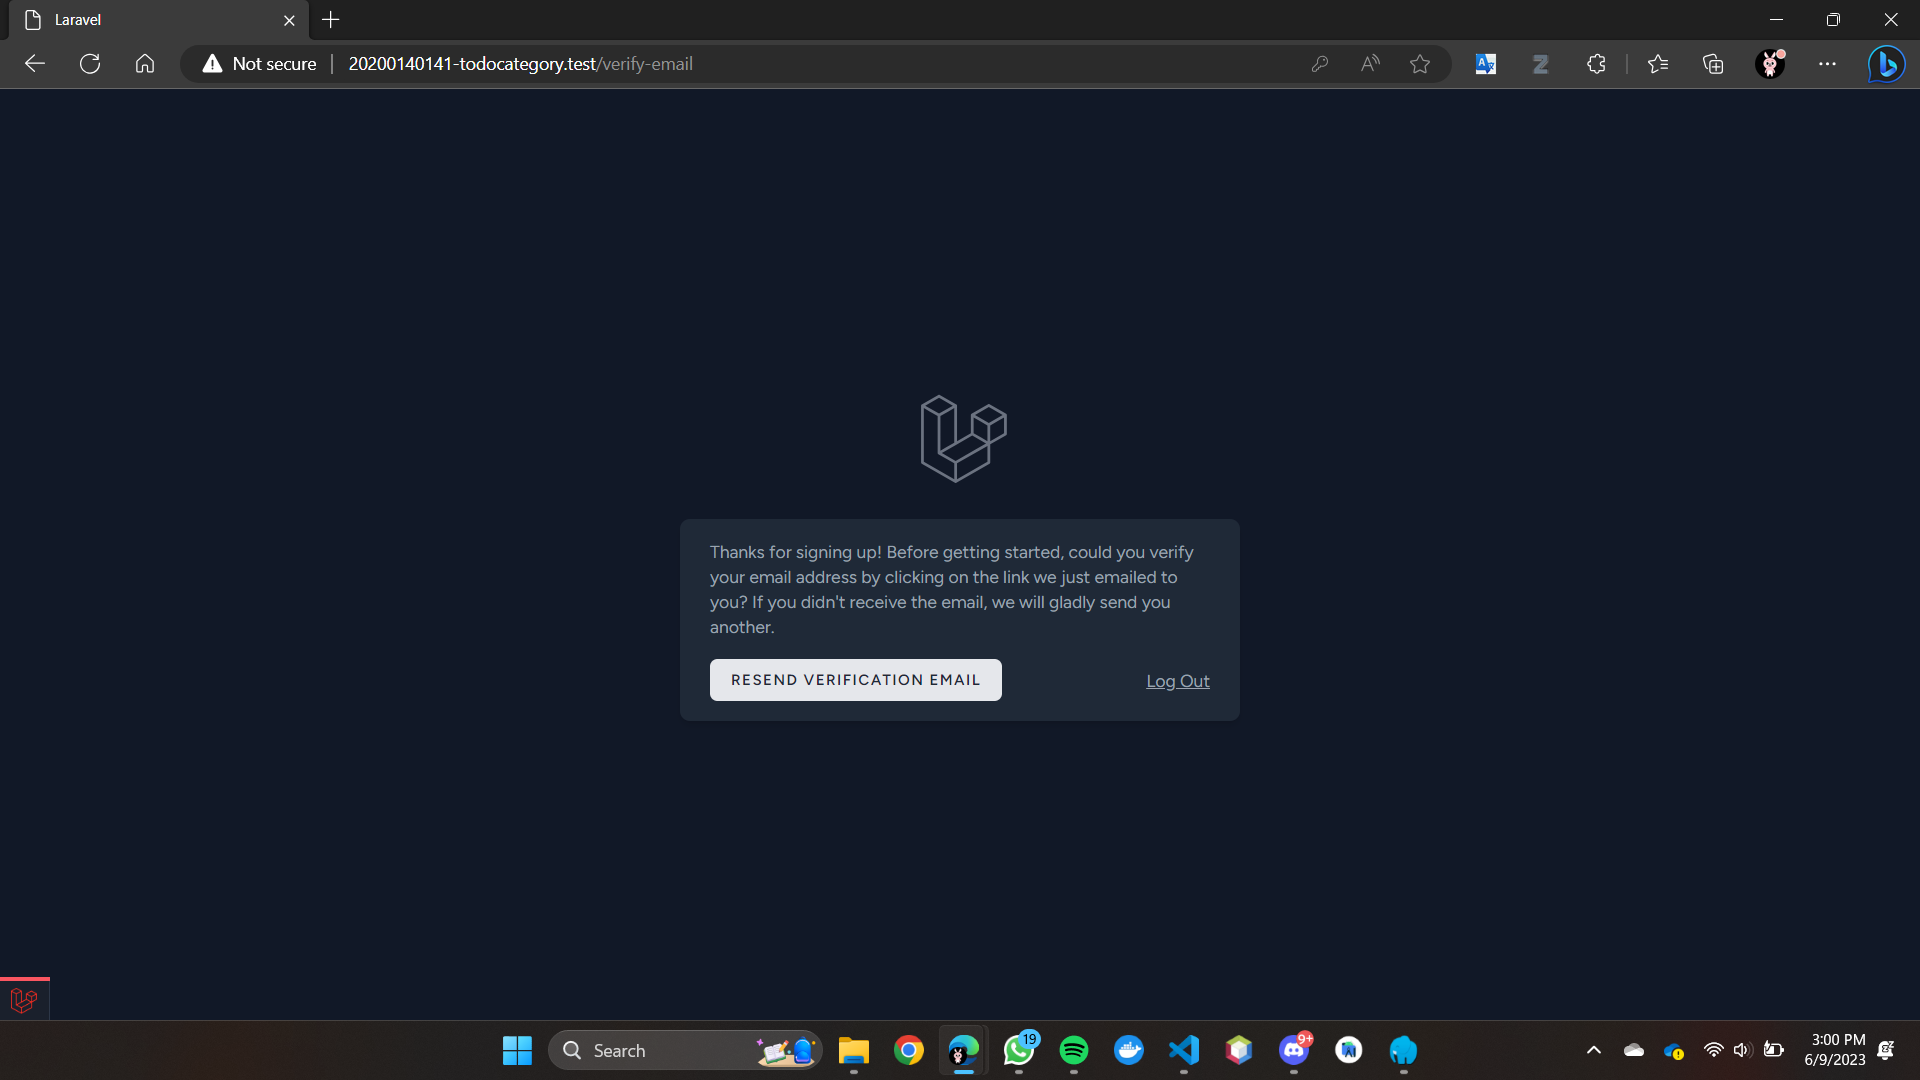 Laravel
Not secure
20200140141-todocategory.test/verify-email
Thanks for signing up! Before getting started, could you verify
your email address by clicking on the link we just emailed to
you? If you didn't receive the email, we will gladly send you
another.
RESEND VERIFICATION EMAIL
Log Out
Search
19
9+
3:00 PM
6/9/2023